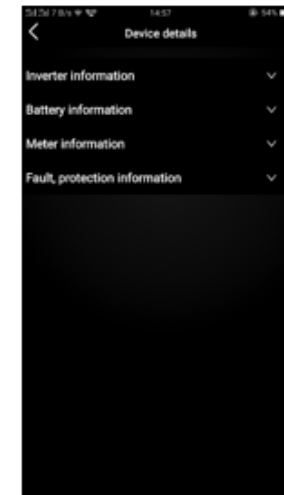 14:57
Device details
Inverter information
Battery information
Meter information
Fault, protection information